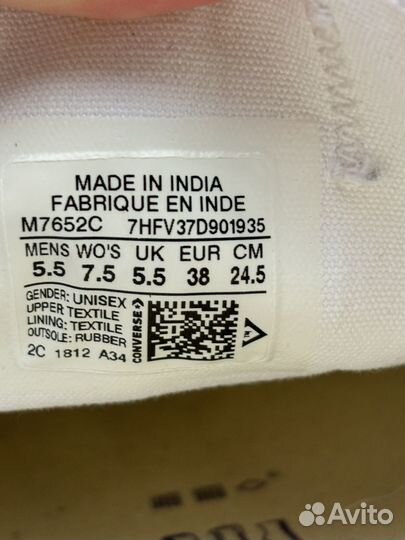 MADE IN INDIA
FABRIQUE EN INDE
M7652C 7HFV37D901935
MENS WO'S UK EUR CM
5.5 7.5 5.5 38 24.5
GENDER: UNISEX
UPPER: TEXTILE
LINING: TEXTILE
OUTSOLE: RUBBER
2C 1812 A34
CONVERSE
Avito